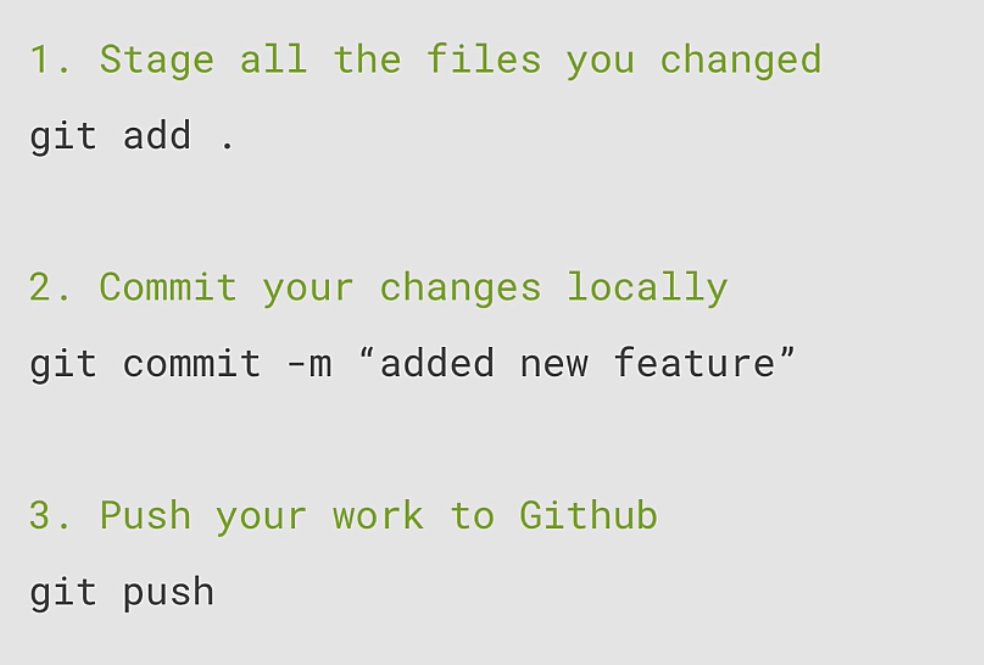 1. Stage all the files you changed
git add .
2. Commit your changes locally
git commit -m “added new feature”
3. Push your work to Github
git push